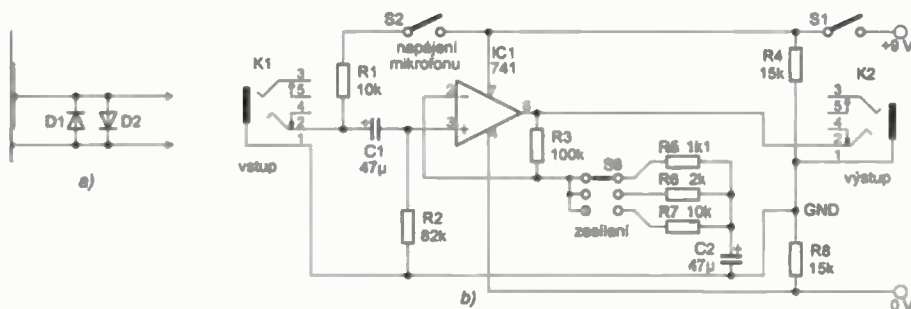 D1
D2
a)
K1
3
5
4
2
1
vstup
S2
napájení
mikrofonu
R1
10k
C1
47µ
R2
82k
IC1
741
2
3
7
6
4
R3
100k
S3
zesílení
R5 1k1
R6 2k
R7 10k
C2
47µ
b)
S1
+9 V
R4
15k
K2
3
5
4
2
1
výstup
GND
R8
15k
0 V